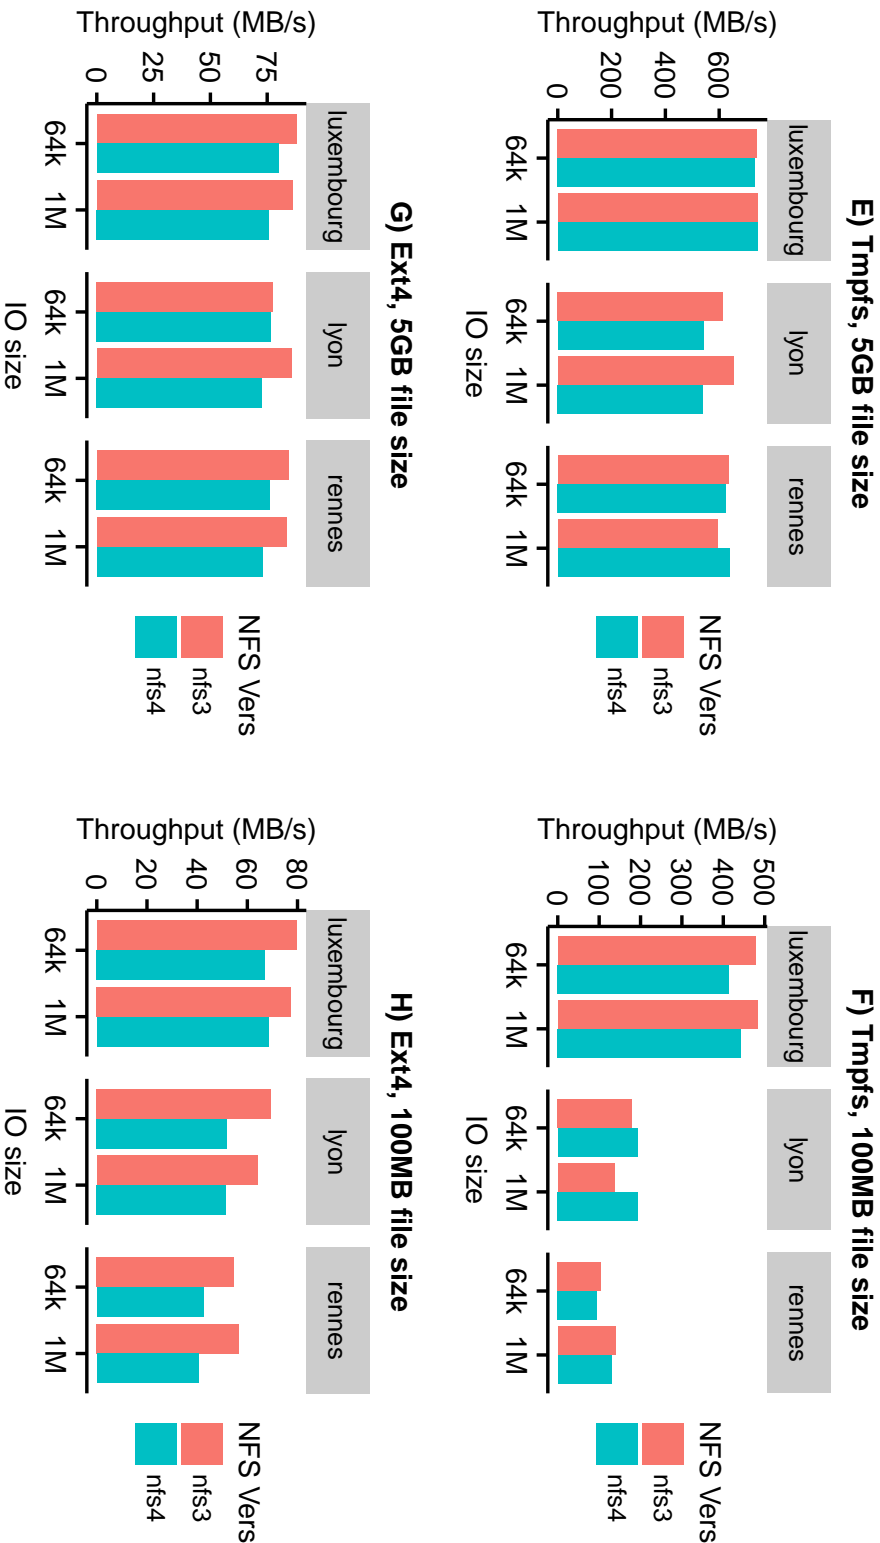 E) Tmpfs, 5GB file size
luxembourg lyon rennes
Throughput (MB/s)
600
400
200
0
64k 1M 64k 1M 64k 1M
IO size
NFS Vers
nfs3
nfs4
F) Tmpfs, 100MB file size
luxembourg lyon rennes
Throughput (MB/s)
500
400
300
200
100
0
64k 1M 64k 1M 64k 1M
IO size
NFS Vers
nfs3
nfs4
G) Ext4, 5GB file size
luxembourg lyon rennes
Throughput (MB/s)
75
50
25
0
64k 1M 64k 1M 64k 1M
IO size
NFS Vers
nfs3
nfs4
H) Ext4, 100MB file size
luxembourg lyon rennes
Throughput (MB/s)
80
60
40
20
0
64k 1M 64k 1M 64k 1M
IO size
NFS Vers
nfs3
nfs4